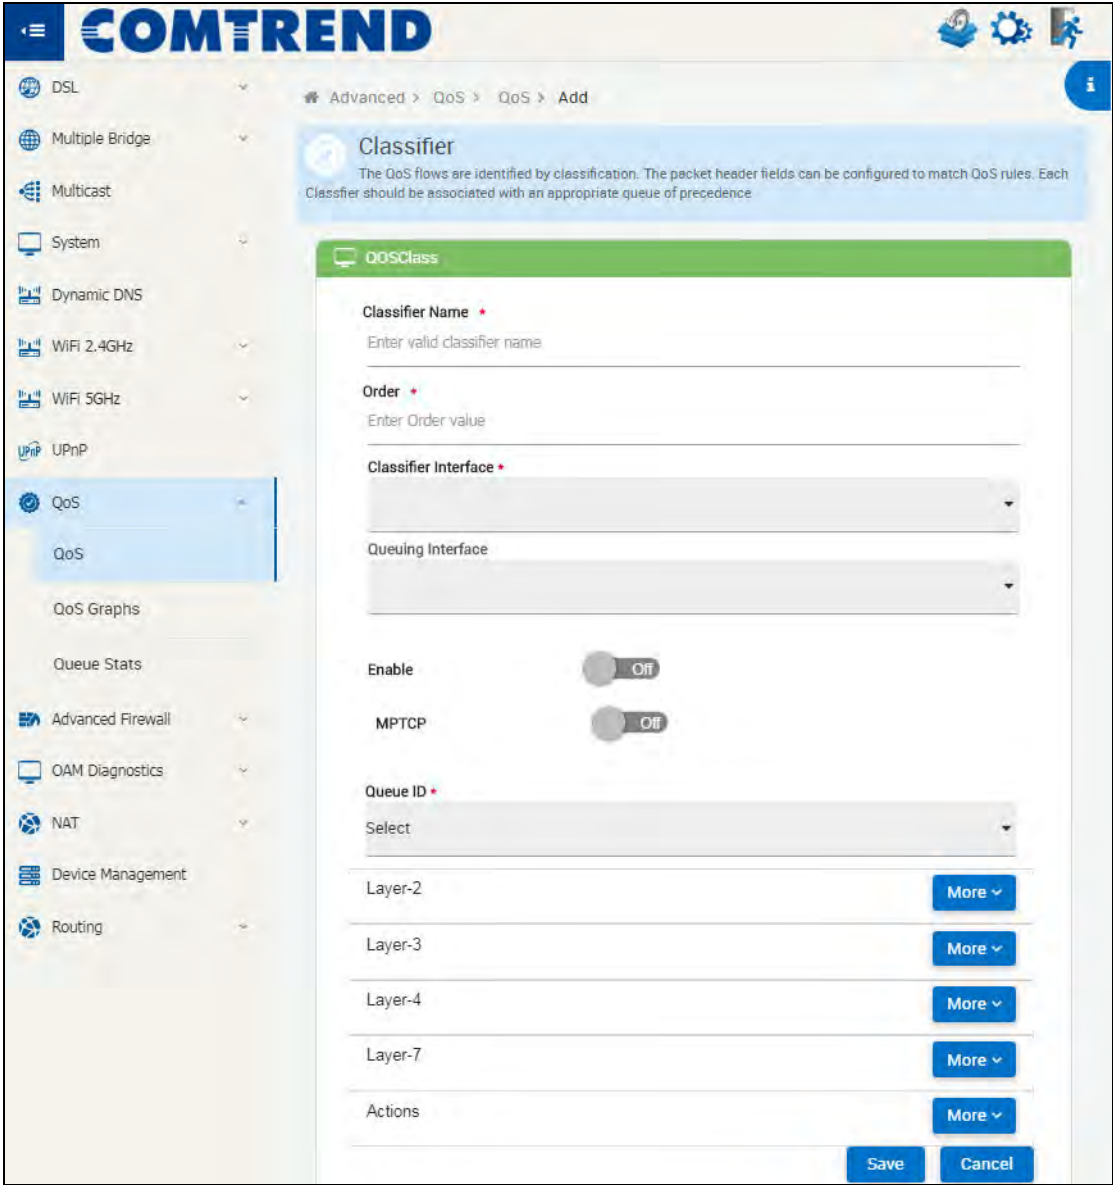 COMTREND
DSL
Multiple Bridge
Multicast
System
Dynamic DNS
WiFi 2.4GHz
WiFi 5GHz
UPnP UPnP
QoS
QoS
QoS Graphs
Queue Stats
Advanced Firewall
OAM Diagnostics
NAT
Device Management
Routing
i
Advanced > QoS > QoS > Add
Classifier
The QoS flows are identified by classification. The packet header fields can be configured to match QoS rules. Each
Classfier should be associated with an appropriate queue of precedence
QOSClass
Classifier Name *
Enter valid classifier name
Order *
Enter Order value
Classifier Interface *
Queuing Interface
Enable Off
MPTCP Off
Queue ID *
Select
Layer-2 More
Layer-3 More
Layer-4 More
Layer-7 More
Actions More
Save Cancel